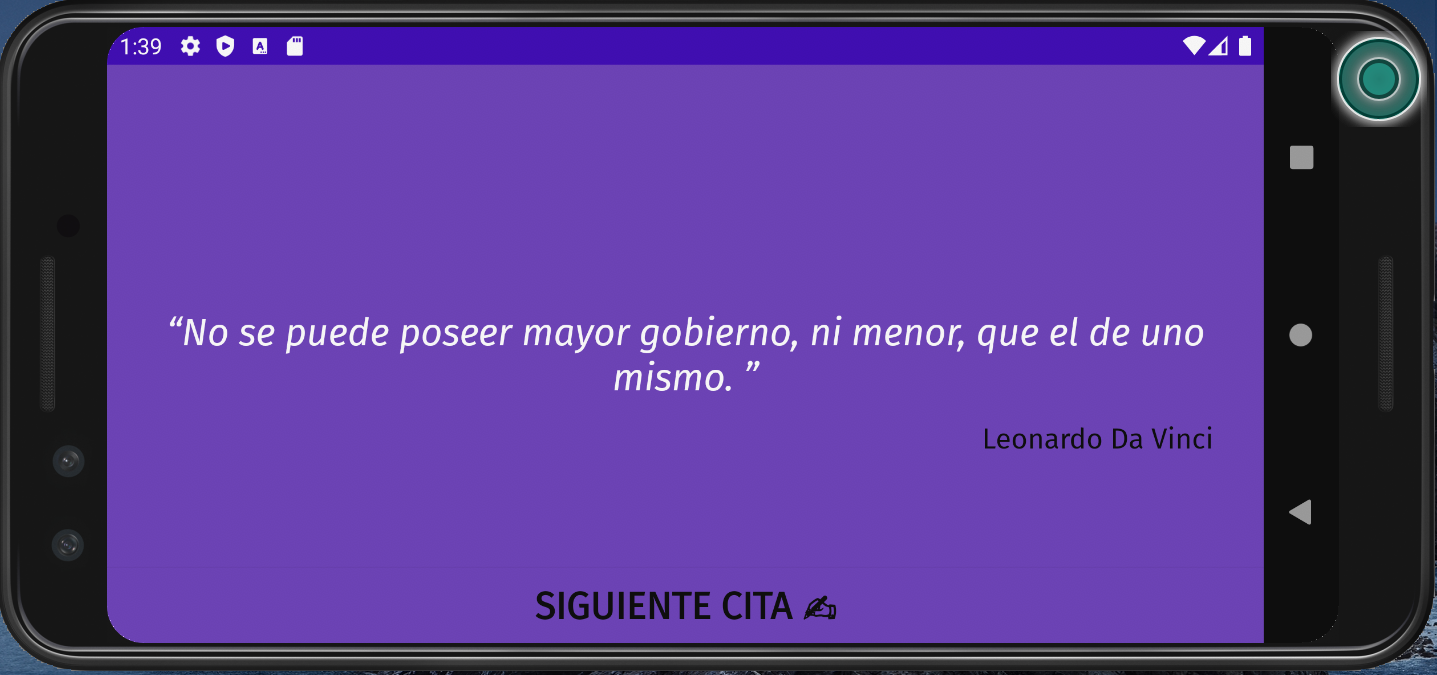 1:39
“No se puede poseer mayor gobierno, ni menor, que el de uno
mismo. ”
Leonardo Da Vinci
SIGUIENTE CITA ✍